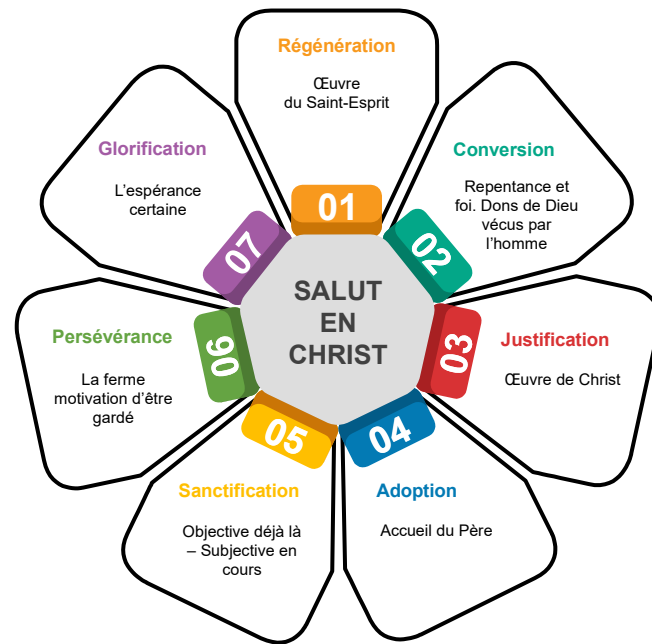 SALUT
EN
CHRIST
01
Régénération
Œuvre
du Saint-Esprit
02
Conversion
Repentance et
foi. Dons de Dieu
vécus par
l’homme
03
Justification
Œuvre de Christ
04
Adoption
Accueil du Père
05
Sanctification
Objective déjà là
– Subjective en
cours
06
Persévérance
La ferme
motivation d’être
gardé
07
Glorification
L’espérance
certaine